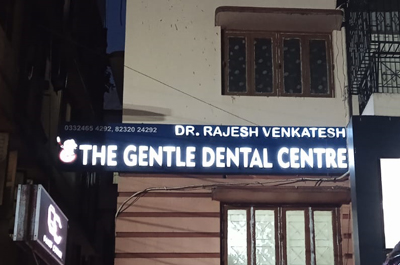 0332465 4292, 82320 24292
DR. RAJESH VENKATESH
THE GENTLE DENTAL CENTRE